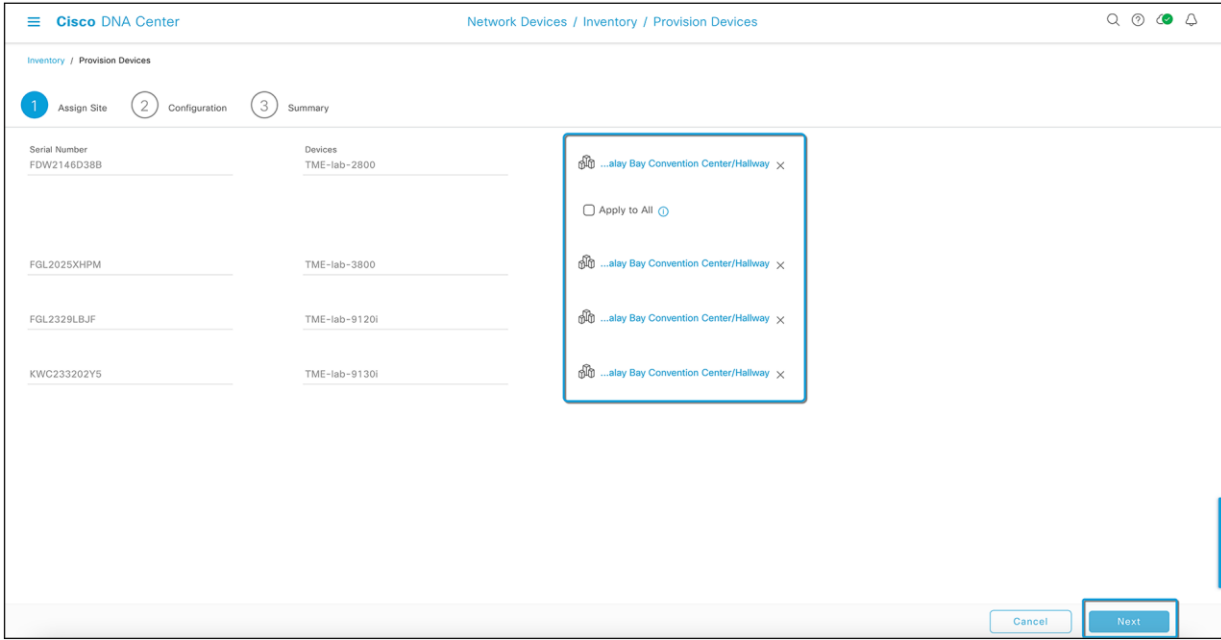 Cisco DNA Center
Network Devices / Inventory / Provision Devices
Inventory / Provision Devices
1 Assign Site 2 Configuration 3 Summary
Serial Number Devices
FDW2146D38B TME-lab-2800 ...alay Bay Convention Center/Hallway
Apply to All
FGL2025XHPM TME-lab-3800 ...alay Bay Convention Center/Hallway
FGL2329LBJF TME-lab-9120i ...alay Bay Convention Center/Hallway
KWC233202Y5 TME-lab-9130i ...alay Bay Convention Center/Hallway
Cancel Next